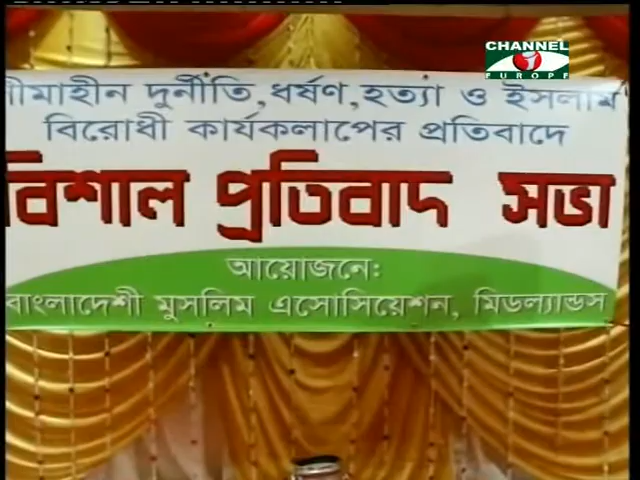 CHANNEL
i
EUROPE
সীমাহীন দুর্নীতি, ধর্ষণ, হত্যা ও ইসলাম
বিরোধী কার্যকলাপের প্রতিবাদে
বিশাল প্রতিবাদ সভা
আয়োজনে:
বাংলাদেশী মুসলিম এসোসিয়েশন, মিডল্যান্ডস